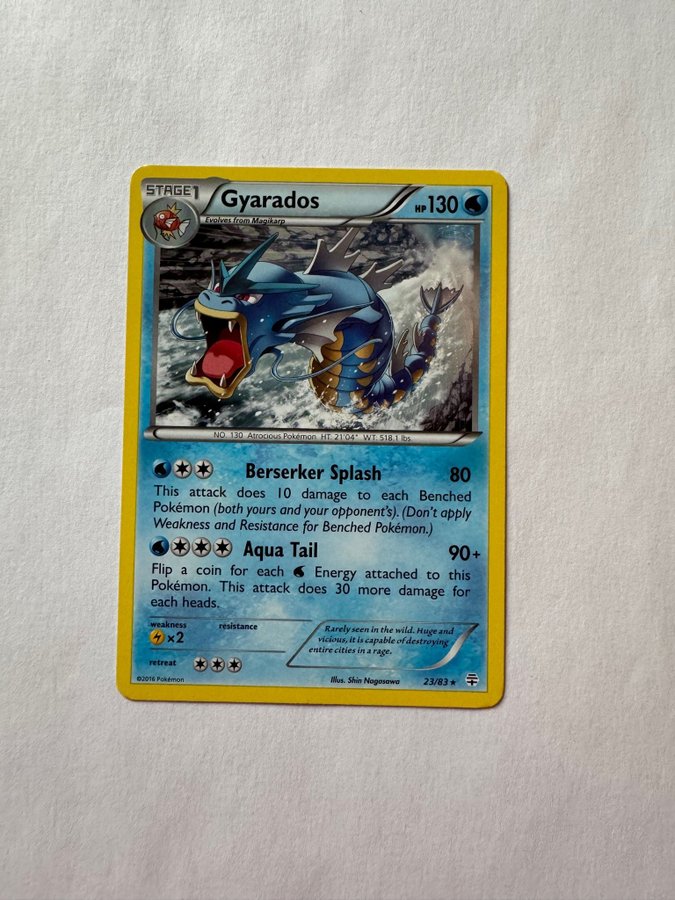 STAGE1
Gyarados
HP130
Evolves from Magikarp
NO. 130 Atrocious Pokémon HT: 21'04" WT: 518.1 lbs.
Berserker Splash 80
This attack does 10 damage to each Benched
Pokémon (both yours and your opponent's). (Don't apply
Weakness and Resistance for Benched Pokémon.)
Aqua Tail 90+
Flip a coin for each Energy attached to this
Pokémon. This attack does 30 more damage for
each heads.
weakness resistance
×2
Rarely seen in the wild. Huge and
vicious, it is capable of destroying
entire cities in a rage.
retreat
©2016 Pokémon Illus. Shin Nagasawa 23/83